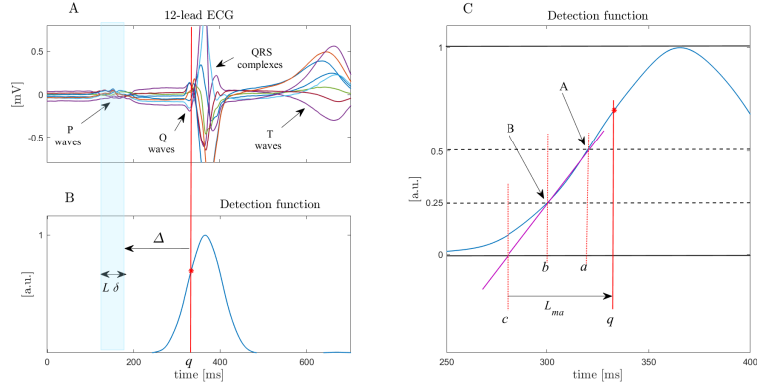 A
12-lead ECG
0.5
0
-0.5
[mV]
QRS
complexes
P
waves
Q
waves
T
waves
B
Detection function
1
[a.u.]
Δ
L δ
0
200
q
400
600
time [ms]
C
Detection function
1
0.5
0.25
0
[a.u.]
A
B
b
a
c
L_ma
q
250
300
350
400
time [ms]